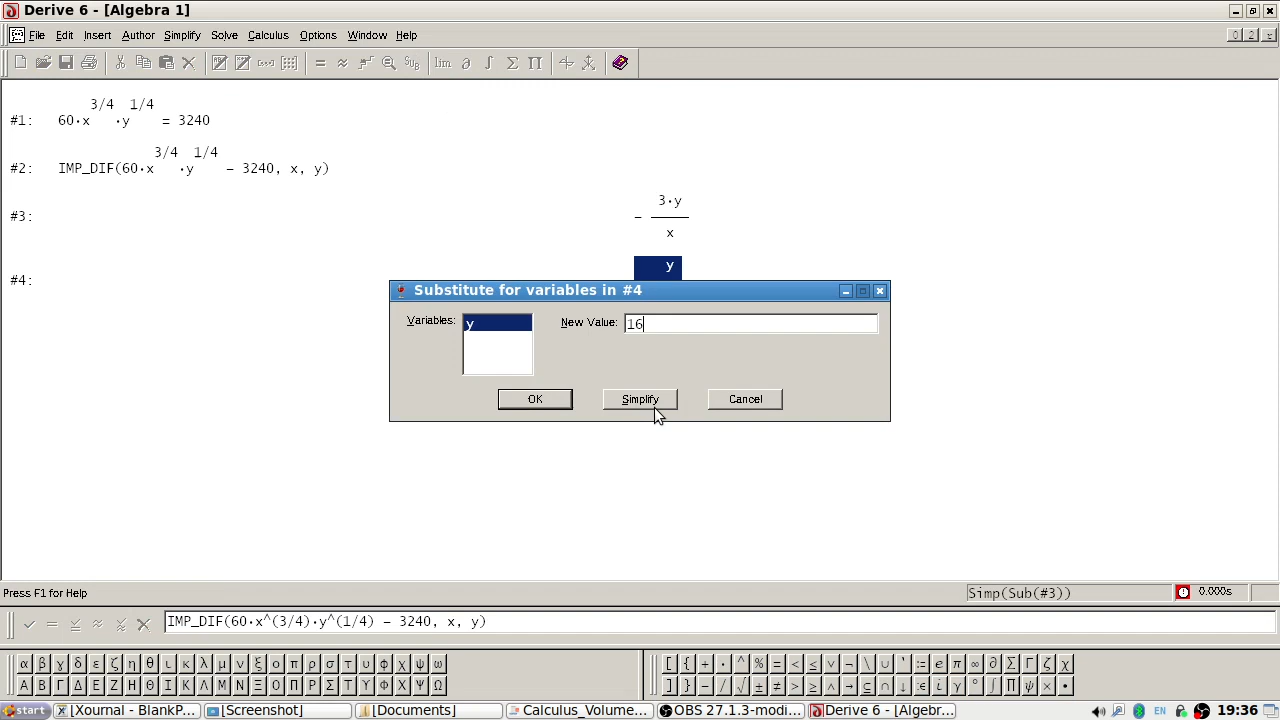 Derive 6 - [Algebra 1]
File Edit Insert Author Simplify Solve Calculus Options Window Help
= ≈ Sub lim ∂ ∫ ∑ ∏
3/4 1/4
#1: 60·x ·y = 3240
3/4 1/4
#2: IMP_DIF(60·x ·y - 3240, x, y)
3·y
#3: -
x
y
#4:
Substitute for variables in #4
Variables: y New Value: 16
OK Simplify Cancel
Press F1 for Help Simp(Sub(#3)) 0.000s
IMP_DIF(60·x^(3/4)·y^(1/4) - 3240, x, y)
α β γ δ ε ζ η θ ι κ λ μ ν ξ ο π ρ σ τ υ φ χ ψ ω [ { + · ^ % = < ≤ ∨ ¬ \ ∪ ' := e π ∞ ∂ ∑ Γ ζ χ
Α Β Γ Δ Ε Ζ Η Θ Ι Κ Λ Μ Ν Ξ Ο Π Ρ Σ Τ Υ Φ Χ Ψ Ω ] } - / √ ± ≠ > ≥ ∧ → \ ∩ ↓ :∈ i γ ° ∫ ∏ ψ × •
start [Xournal - BlankP... [Screenshot] [Documents] Calculus_Volume... OBS 27.1.3-modi... Derive 6 - [Algebr... EN 19:36